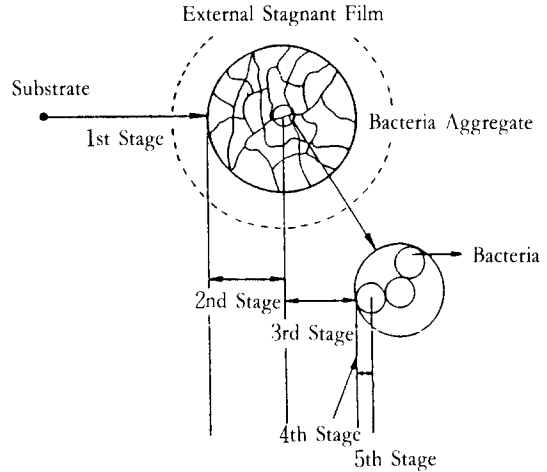 External Stagnant Film
Substrate
1st Stage
Bacteria Aggregate
Bacteria
2nd Stage
3rd Stage
4th Stage
5th Stage